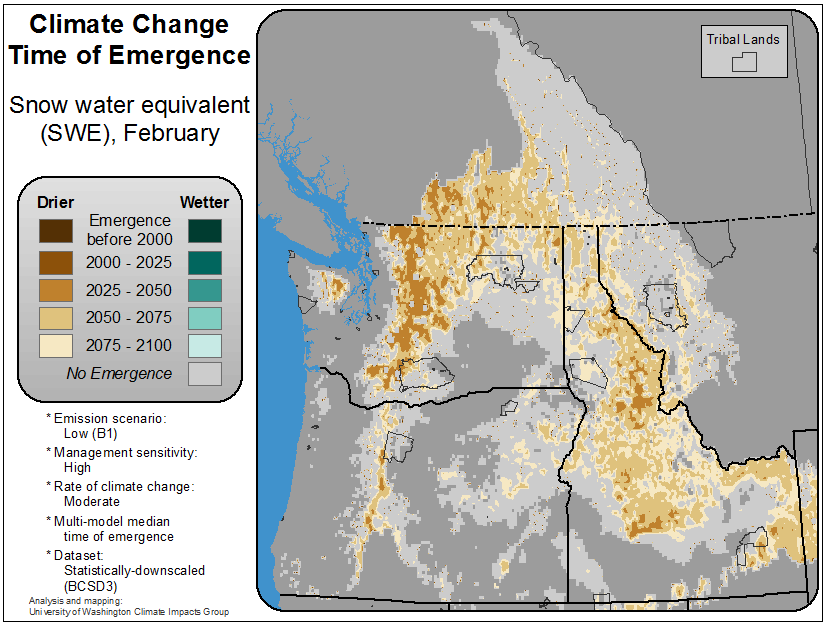 Climate Change
Time of Emergence
Snow water equivalent
(SWE), February
Drier
Wetter
Emergence
before 2000
2000 - 2025
2025 - 2050
2050 - 2075
2075 - 2100
No Emergence
* Emission scenario:
Low (B1)
* Management sensitivity:
High
* Rate of climate change:
Moderate
* Multi-model median
time of emergence
* Dataset:
Statistically-downscaled
(BCSD3)
Analysis and mapping:
University of Washington Climate Impacts Group
Tribal Lands